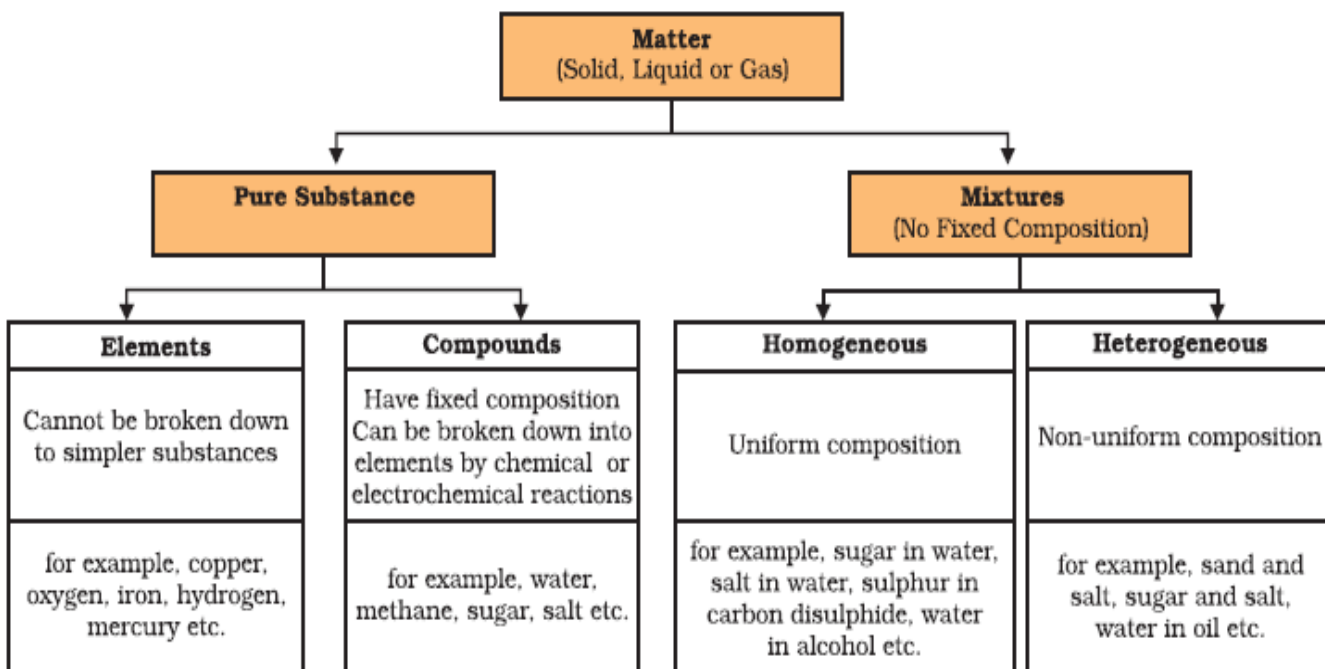 Matter
(Solid, Liquid or Gas)
Pure Substance
Mixtures
(No Fixed Composition)
Elements
Cannot be broken down
to simpler substances
for example, copper,
oxygen, iron, hydrogen,
mercury etc.
Compounds
Have fixed composition
Can be broken down into
elements by chemical or
electrochemical reactions
for example, water,
methane, sugar, salt etc.
Homogeneous
Uniform composition
for example, sugar in water,
salt in water, sulphur in
carbon disulphide, water
in alcohol etc.
Heterogeneous
Non-uniform composition
for example, sand and
salt, sugar and salt,
water in oil etc.